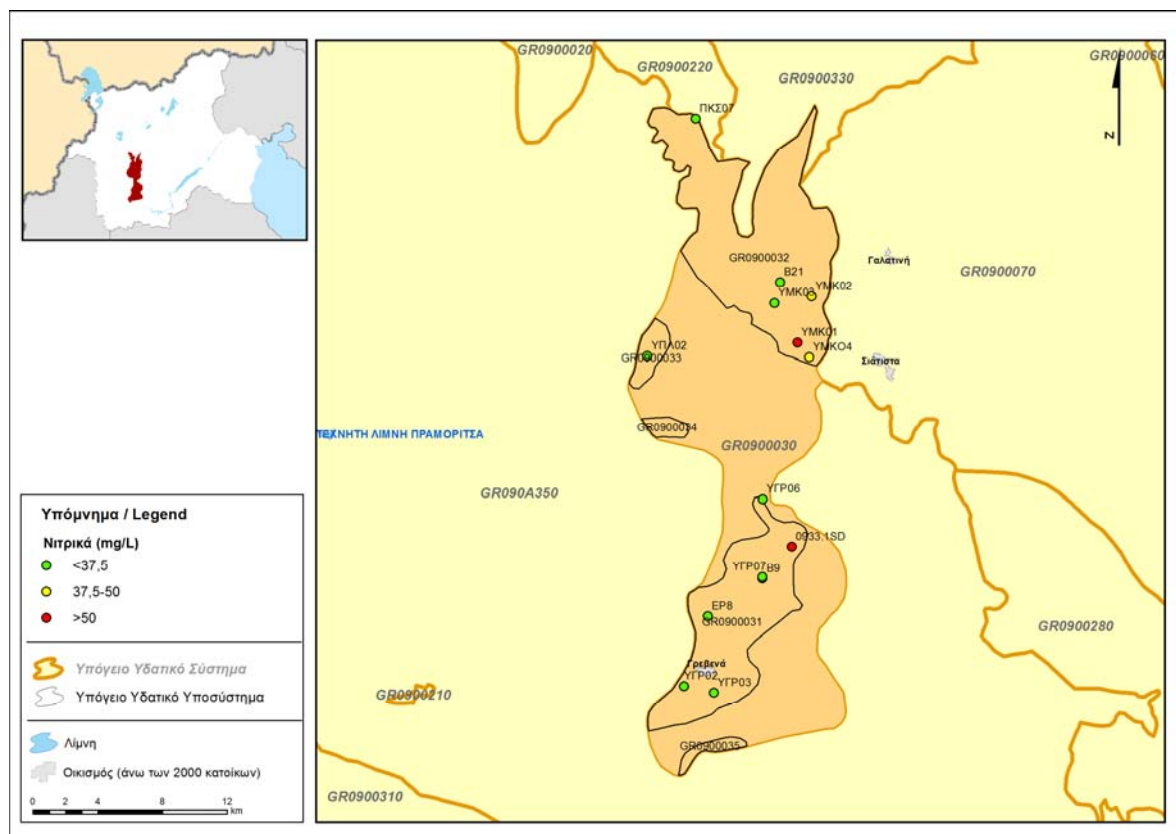 GR0900020
GR0900220
GR0900330
GR0900060
ΠΚΣ07
N
GR0900032
Γαλατινή
GR0900070
B21
ΥΜΚ02
ΥΜΚ03
ΥΜΚ01
ΥΜΚΟ4
Σιάτιστα
ΥΠΛ02
GR0900033
GR0900034
ΤΕΧΝΗΤΗ ΛΙΜΝΗ ΠΡΑΜΟΡΙΤΣΑ
GR0900030
GR090A350
ΥΓΡ06
0933.1SD
ΥΓΡ07
B9
EP8
GR0900031
GR0900280
Γρεβενά
ΥΓΡ02
ΥΓΡ03
GR0900210
GR0900035
GR0900310
Υπόμνημα / Legend
Νιτρικά (mg/L)
<37,5
37,5-50
>50
Υπόγειο Υδατικό Σύστημα
Υπόγειο Υδατικό Υποσύστημα
Λίμνη
Οικισμός (άνω των 2000 κατοίκων)
0 2 4 8 12
km